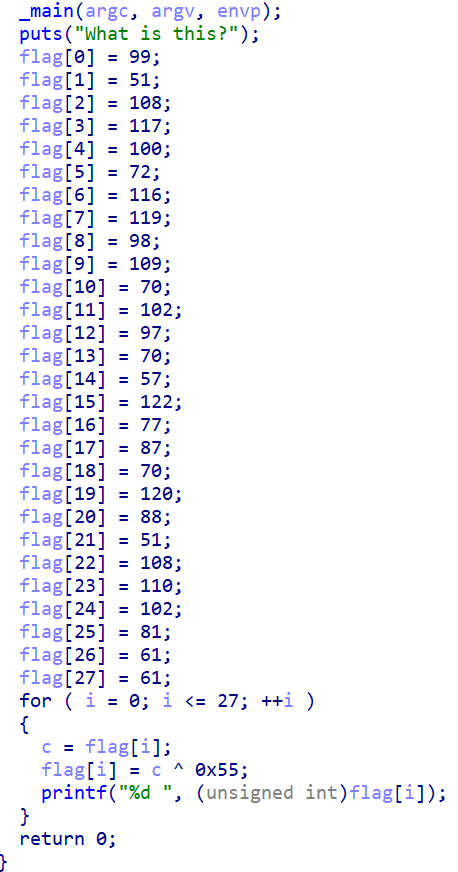 _main(argc, argv, envp);
puts("What is this?");
flag[0] = 99;
flag[1] = 51;
flag[2] = 108;
flag[3] = 117;
flag[4] = 100;
flag[5] = 72;
flag[6] = 116;
flag[7] = 119;
flag[8] = 98;
flag[9] = 109;
flag[10] = 70;
flag[11] = 102;
flag[12] = 97;
flag[13] = 70;
flag[14] = 57;
flag[15] = 122;
flag[16] = 77;
flag[17] = 87;
flag[18] = 70;
flag[19] = 120;
flag[20] = 88;
flag[21] = 51;
flag[22] = 108;
flag[23] = 110;
flag[24] = 102;
flag[25] = 81;
flag[26] = 61;
flag[27] = 61;
for ( i = 0; i <= 27; ++i )
{
c = flag[i];
flag[i] = c ^ 0x55;
printf("%d ", (unsigned int)flag[i]);
}
return 0;
}